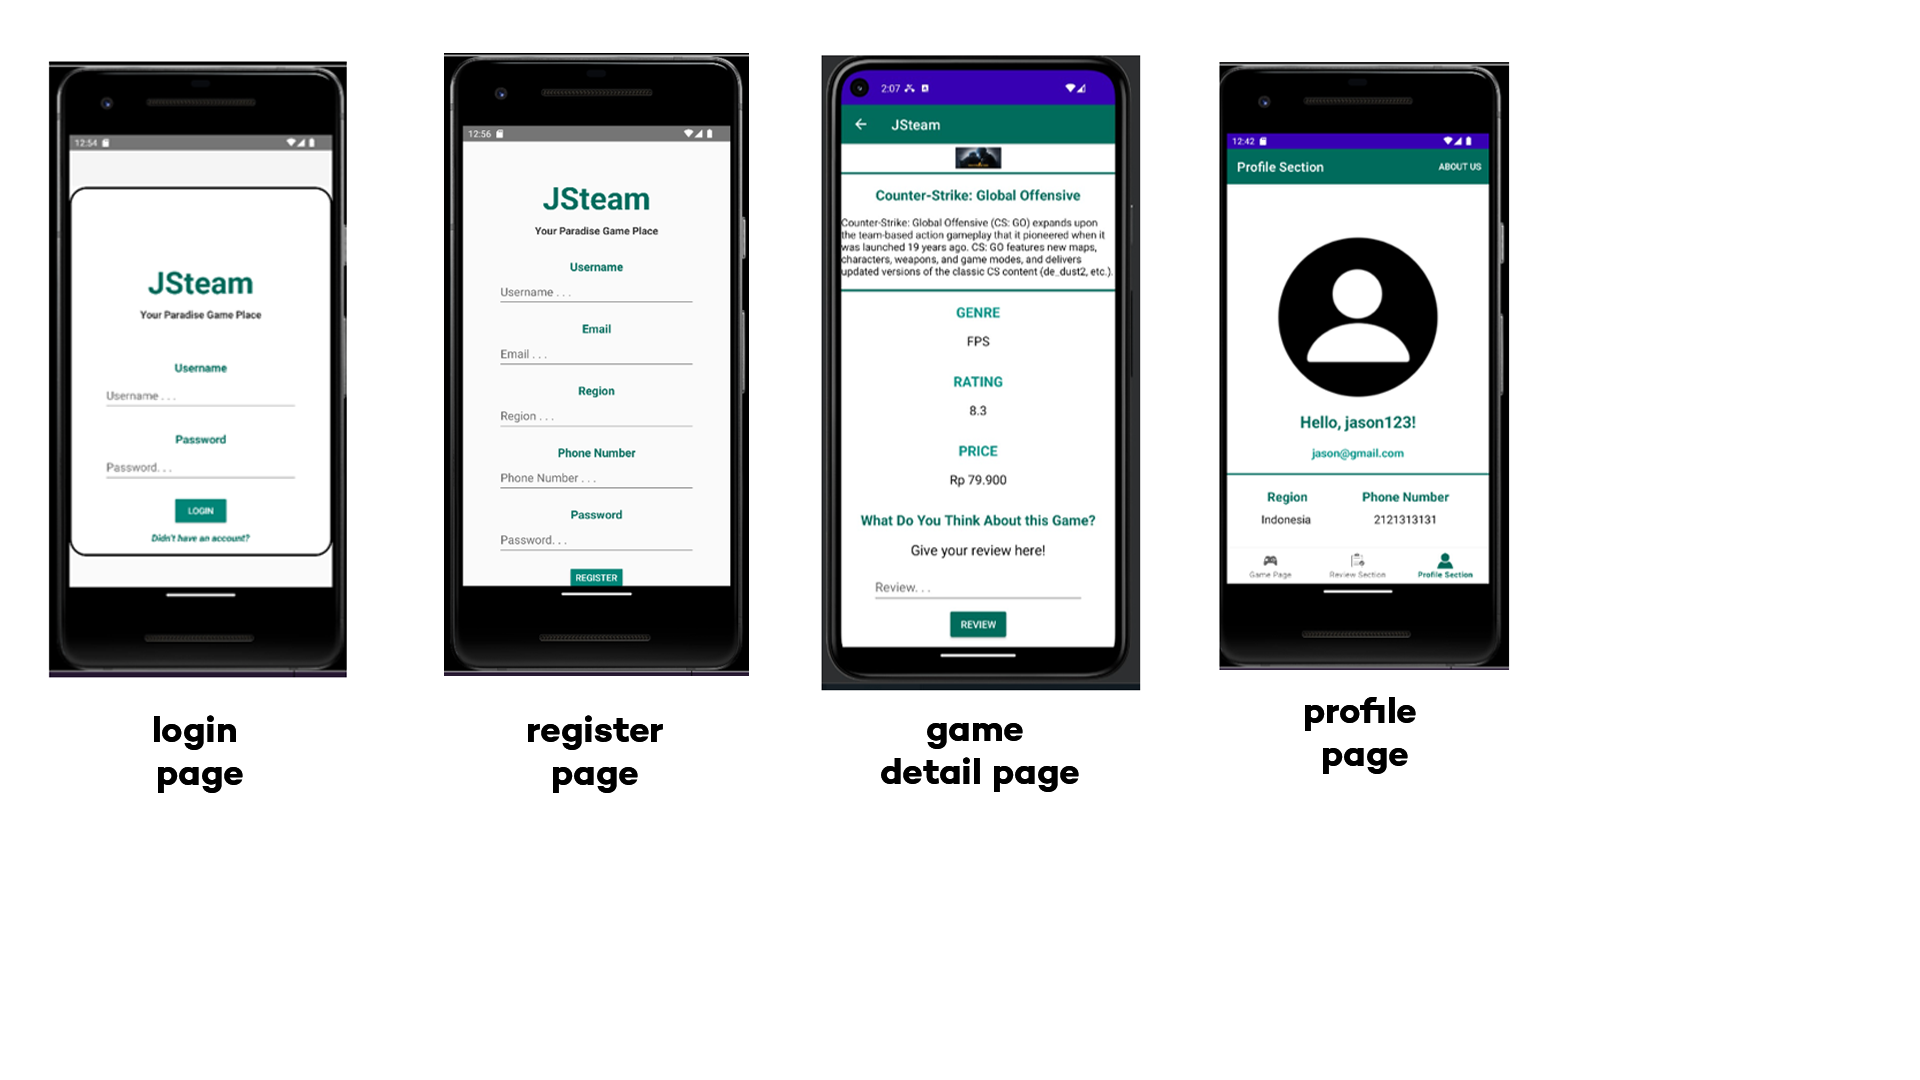 12:54
JSteam
Your Paradise Game Place
Username
Username . . .
Password
Password. . .
LOGIN
Didn't have an account?
login
page
12:56
JSteam
Your Paradise Game Place
Username
Username . . .
Email
Email . . .
Region
Region . . .
Phone Number
Phone Number . . .
Password
Password. . .
REGISTER
register
page
2:07
JSteam
Counter-Strike: Global Offensive
Counter-Strike: Global Offensive (CS: GO) expands upon
the team-based action gameplay that it pioneered when it
was launched 19 years ago. CS: GO features new maps,
characters, weapons, and game modes, and delivers
updated versions of the classic CS content (de_dust2, etc.).
GENRE
FPS
RATING
8.3
PRICE
Rp 79.900
What Do You Think About this Game?
Give your review here!
Review. . .
REVIEW
game
detail page
12:42
Profile Section ABOUT US
Hello, jason123!
jason@gmail.com
Region Phone Number
Indonesia 2121313131
Game Page Review Section Profile Section
profile
page